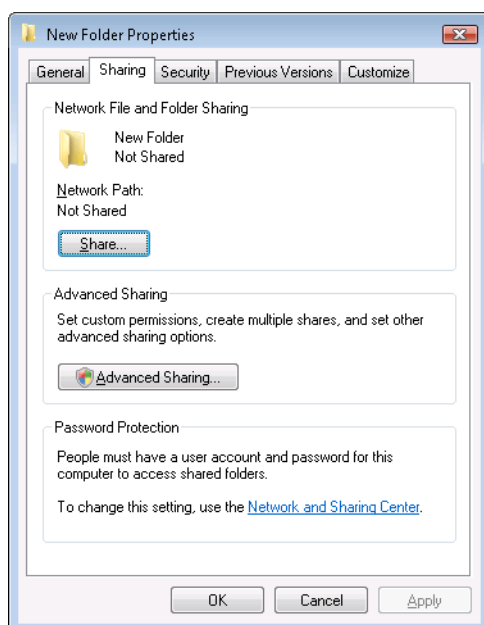 New Folder Properties
General Sharing Security Previous Versions Customize
Network File and Folder Sharing
New Folder
Not Shared
Network Path:
Not Shared
Share...
Advanced Sharing
Set custom permissions, create multiple shares, and set other
advanced sharing options.
Advanced Sharing...
Password Protection
People must have a user account and password for this
computer to access shared folders.
To change this setting, use the Network and Sharing Center.
OK Cancel Apply